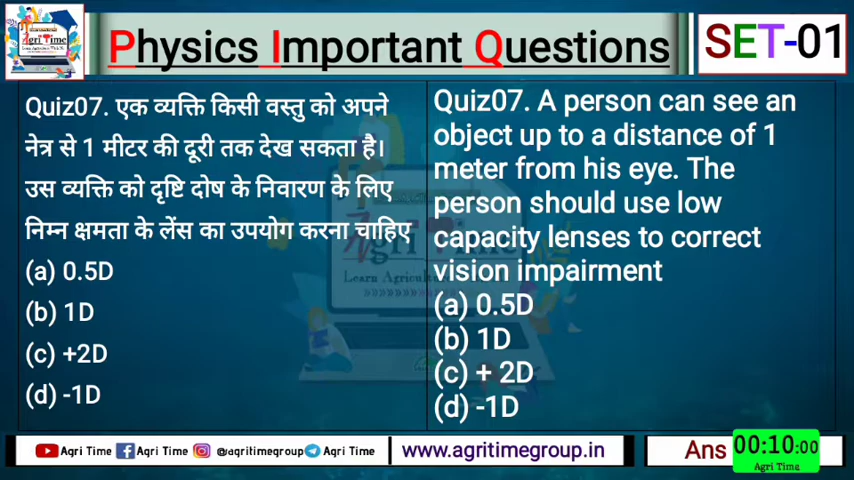 Agri Time
Physics Important Questions
SET-01
Quiz07. एक व्यक्ति किसी वस्तु को अपने
नेत्र से 1 मीटर की दूरी तक देख सकता है।
उस व्यक्ति को दृष्टि दोष के निवारण के लिए
निम्न क्षमता के लेंस का उपयोग करना चाहिए
(a) 0.5D
(b) 1D
(c) +2D
(d) -1D
Quiz07. A person can see an
object up to a distance of 1
meter from his eye. The
person should use low
capacity lenses to correct
vision impairment
(a) 0.5D
(b) 1D
(c) + 2D
(d) -1D
Agri Time
Agri Time
@agritimegroup
Agri Time
www.agritimegroup.in
Ans
00:10:00
Agri Tima